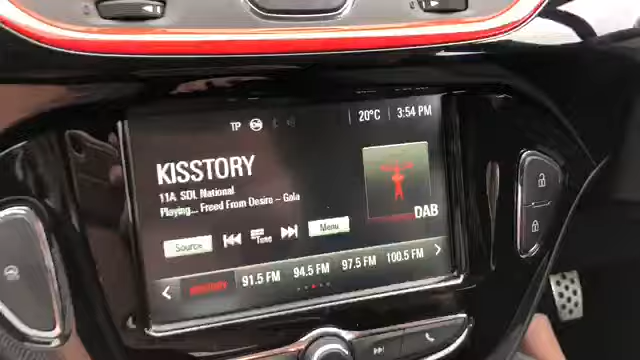 TP 20°C 3:54 PM
KISSTORY
11A SDL National
Playing... Freed From Desire - Gala
DAB
Source Tune Menu
KISSTORY 91.5 FM 94.5 FM 97.5 FM 100.5 FM